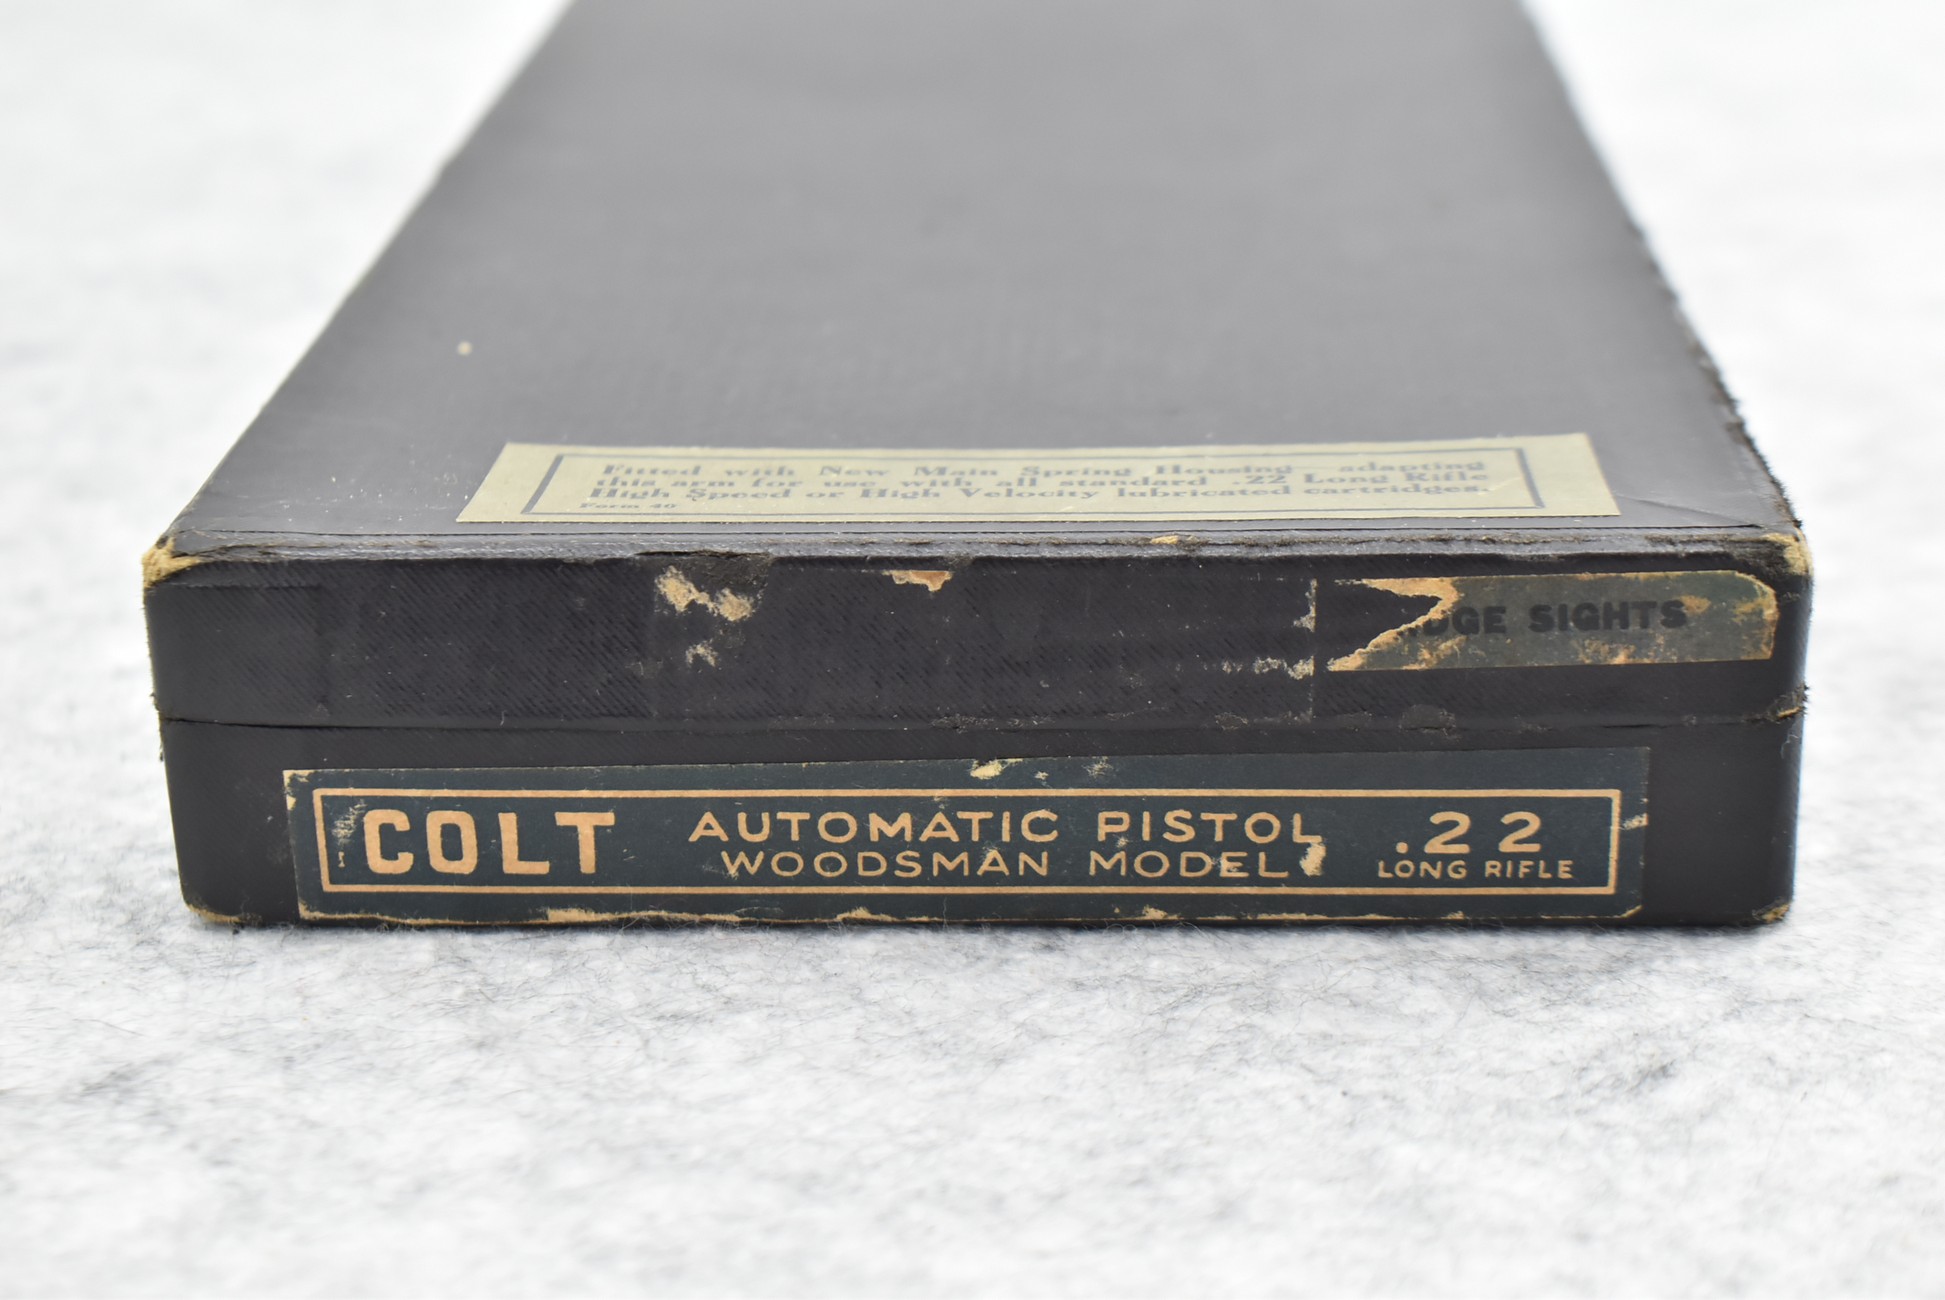 Fitted with New Main Spring Housing—adapting
this arm for use with all standard .22 Long Rifle
High Speed or High Velocity lubricated cartridges.
Form 40
SIGHTS
COLT AUTOMATIC PISTOL .22
WOODSMAN MODEL LONG RIFLE